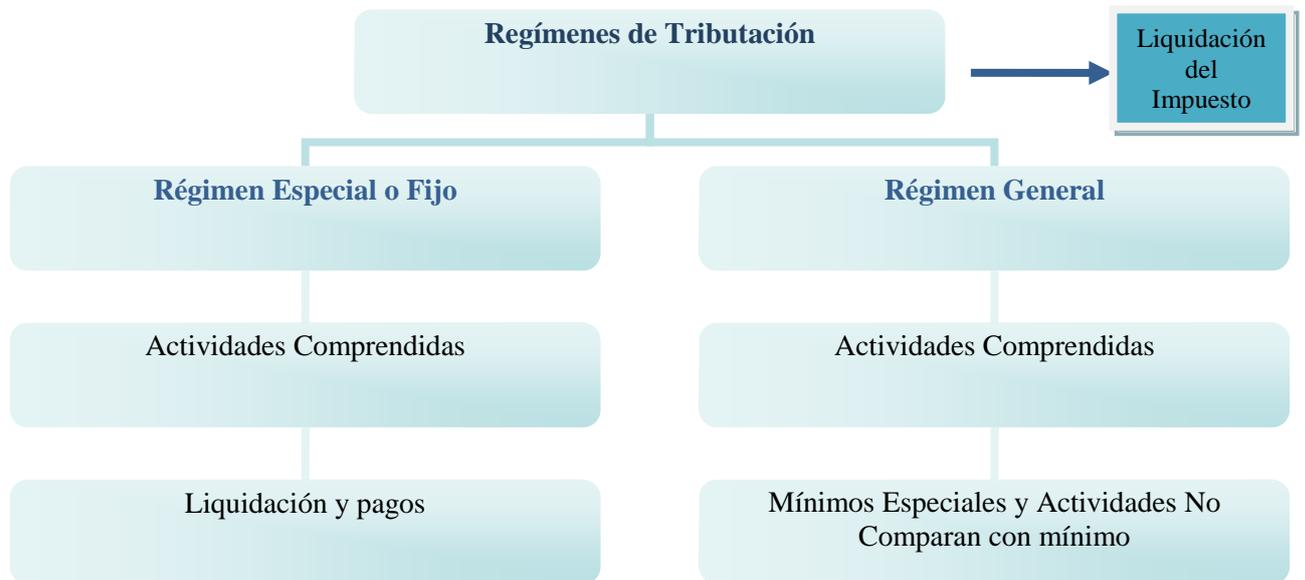 Regímenes de Tributación
Liquidación
del
Impuesto
Régimen Especial o Fijo
Régimen General
Actividades Comprendidas
Actividades Comprendidas
Liquidación y pagos
Mínimos Especiales y Actividades No
Comparan con mínimo